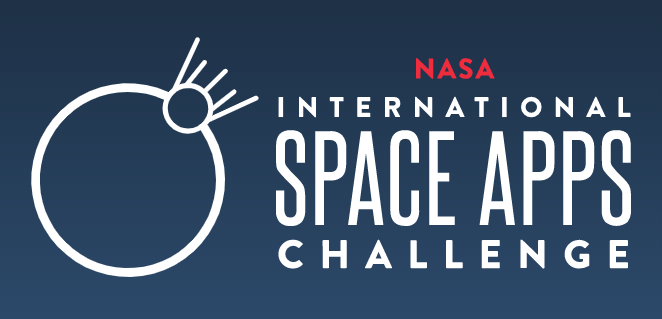 NASA
INTERNATIONAL
SPACE APPS
CHALLENGE